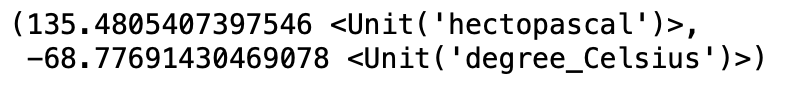 (135.4805407397546 <Unit('hectopascal')>,
 -68.77691430469078 <Unit('degree_Celsius')>)